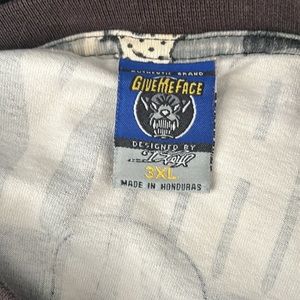 AUTHENTIC BRAND
GIVEMEFACE
DESIGNED BY
3XL
MADE IN HONDURAS